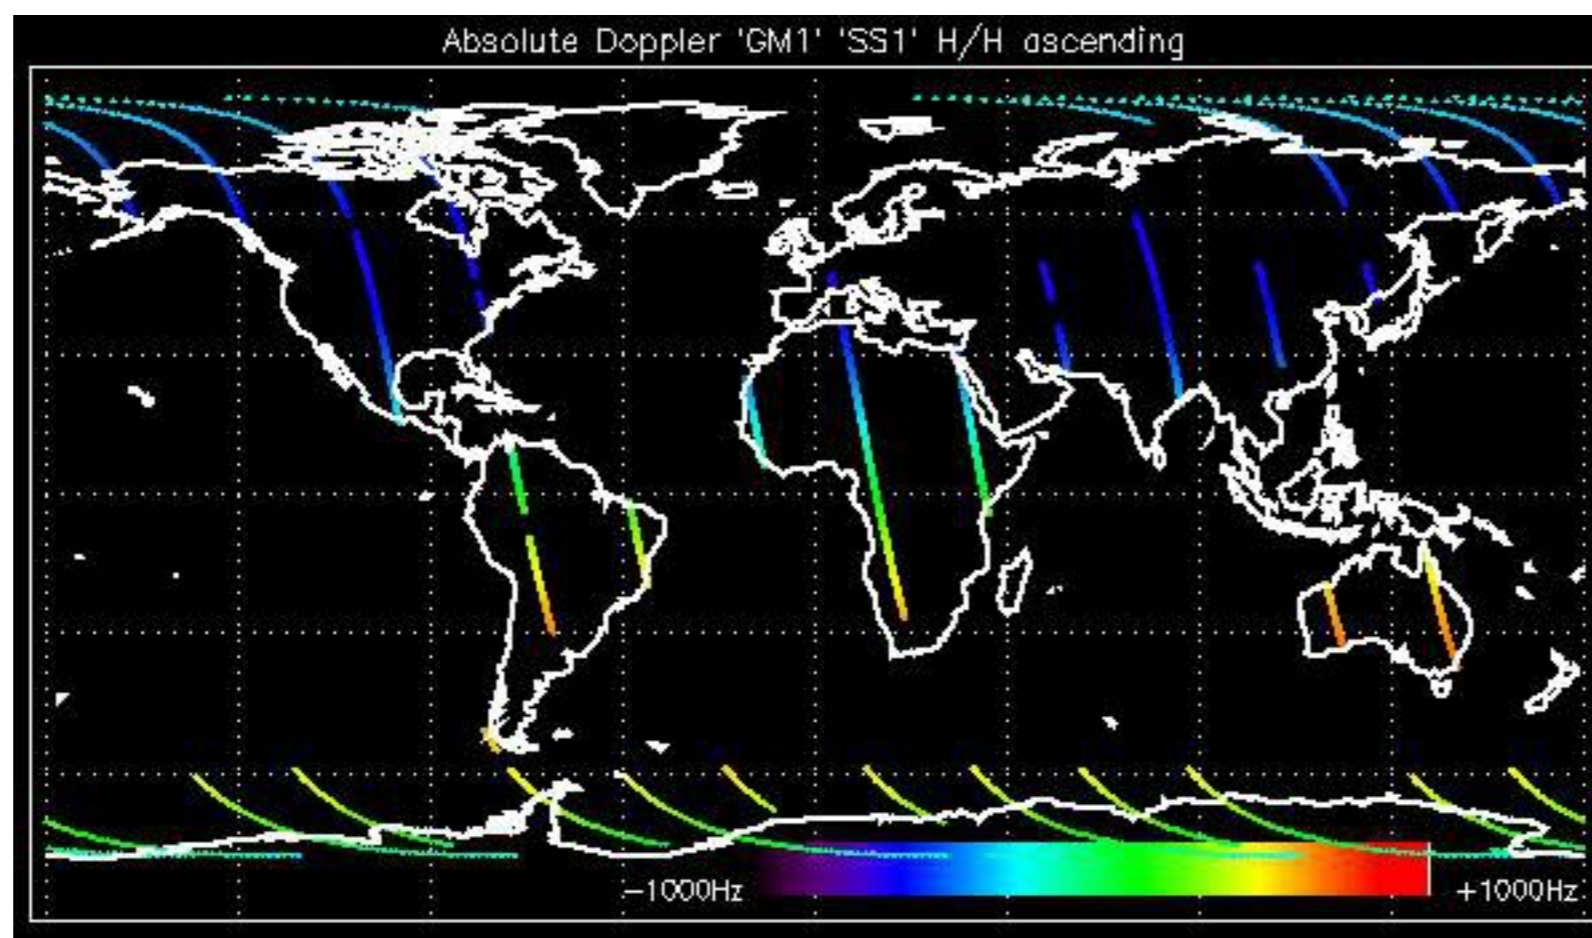 Absolute Doppler 'GM1' 'SS1' H/H ascending
−1000Hz
+1000Hz